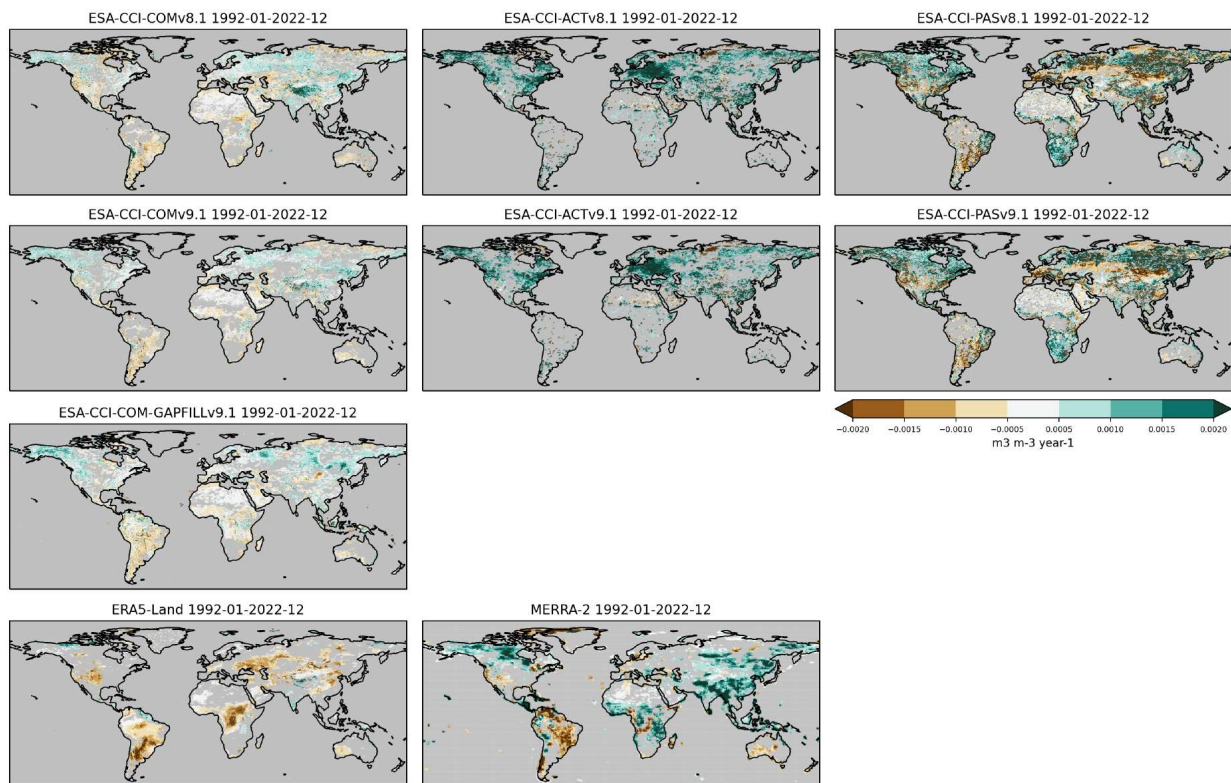 ESA-CCI-COMv8.1 1992-01-2022-12
ESA-CCI-ACTv8.1 1992-01-2022-12
ESA-CCI-PASv8.1 1992-01-2022-12
ESA-CCI-COMv9.1 1992-01-2022-12
ESA-CCI-ACTv9.1 1992-01-2022-12
ESA-CCI-PASv9.1 1992-01-2022-12
ESA-CCI-COM-GAPFILLv9.1 1992-01-2022-12
−0.0020 −0.0015 −0.0010 −0.0005 0.0005 0.0010 0.0015 0.0020
m3 m-3 year-1
ERA5-Land 1992-01-2022-12
MERRA-2 1992-01-2022-12